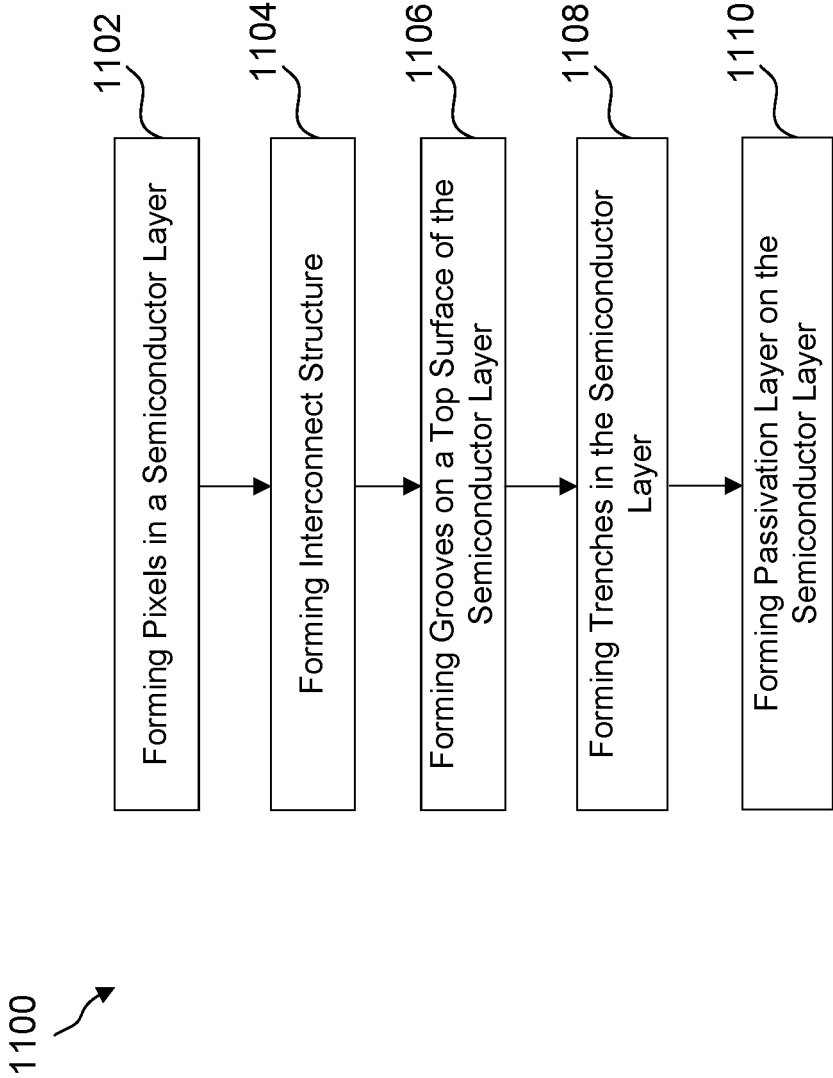 1100
Forming Pixels in a Semiconductor Layer
1102
Forming Interconnect Structure
1104
Forming Grooves on a Top Surface of the
Semiconductor Layer
1106
Forming Trenches in the Semiconductor
Layer
1108
Forming Passivation Layer on the
Semiconductor Layer
1110